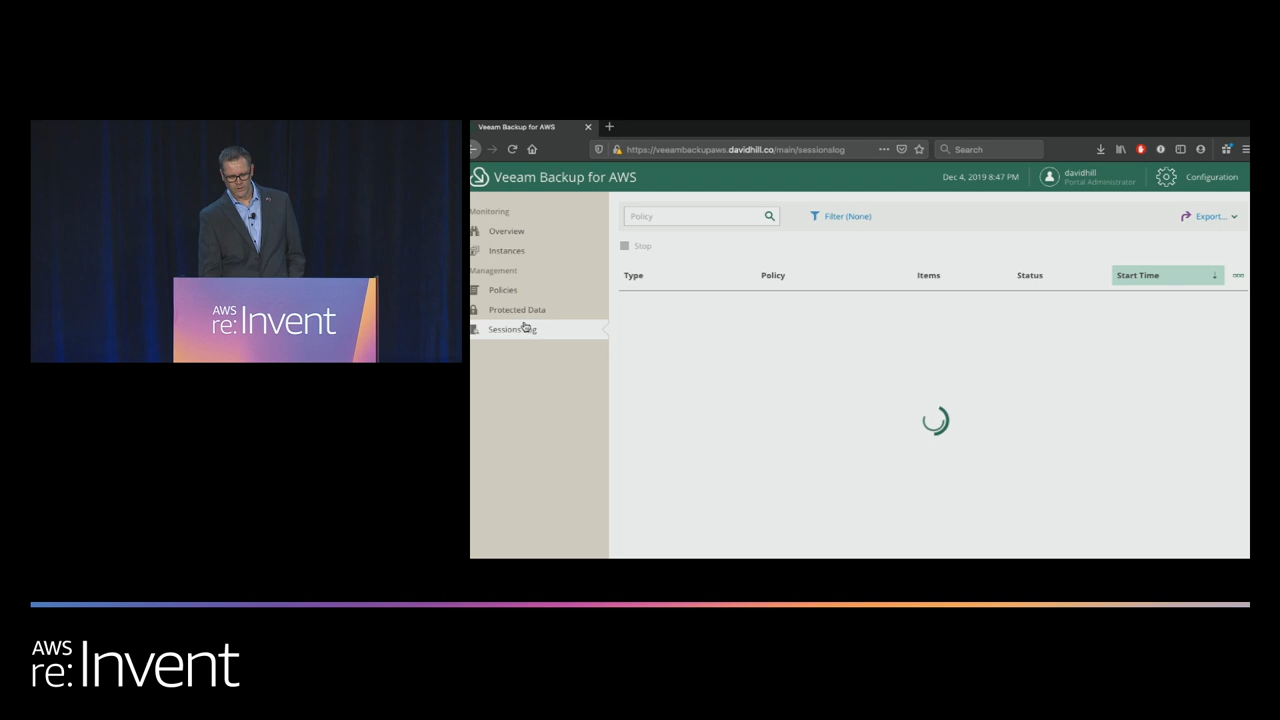 AWS
re:Invent
Veeam Backup for AWS
https://veeambackupaws.davidhill.co/main/sessionslog
Search
Veeam Backup for AWS
Dec 4, 2019 8:47 PM
davidhill
Portal Administrator
Configuration
Monitoring
Overview
Instances
Management
Policies
Protected Data
Policy
Filter (None)
Export...
Stop
Type Policy Items Status Start Time
AWS
re:Invent